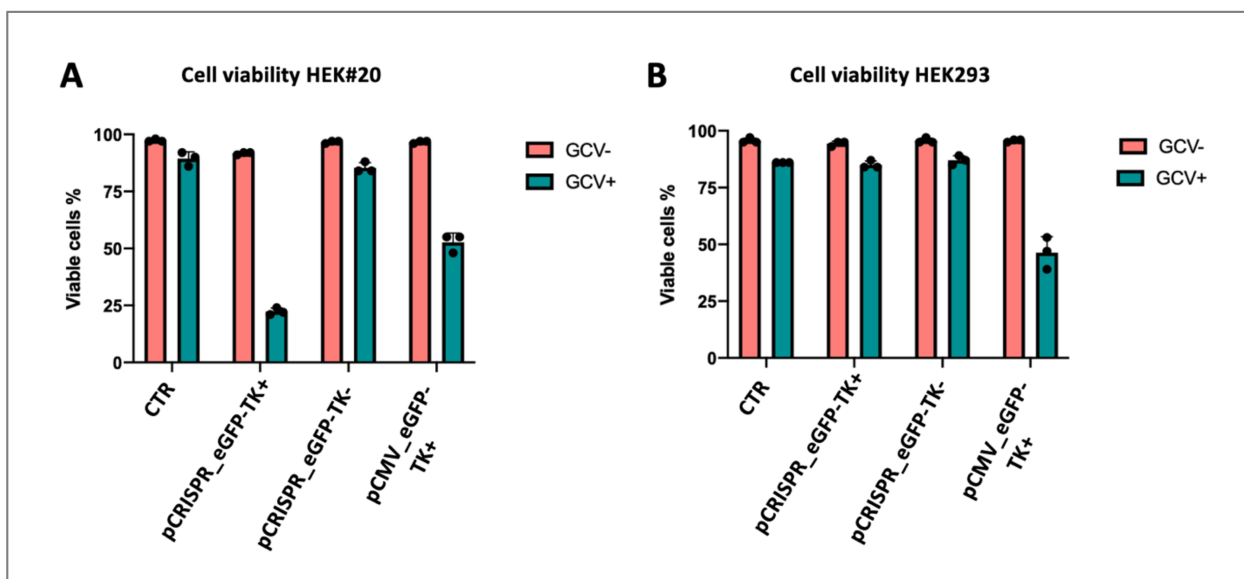 A
Cell viability HEK#20
Viable cells %
100
75
50
25
0
CTR
pCRISPR_eGFP-TK+
pCRISPR_eGFP-TK-
pCMV_eGFP-
TK+
GCV-
GCV+
B
Cell viability HEK293
Viable cells %
100
75
50
25
0
CTR
pCRISPR_eGFP-TK+
pCRISPR_eGFP-TK-
pCMV_eGFP-
TK+
GCV-
GCV+